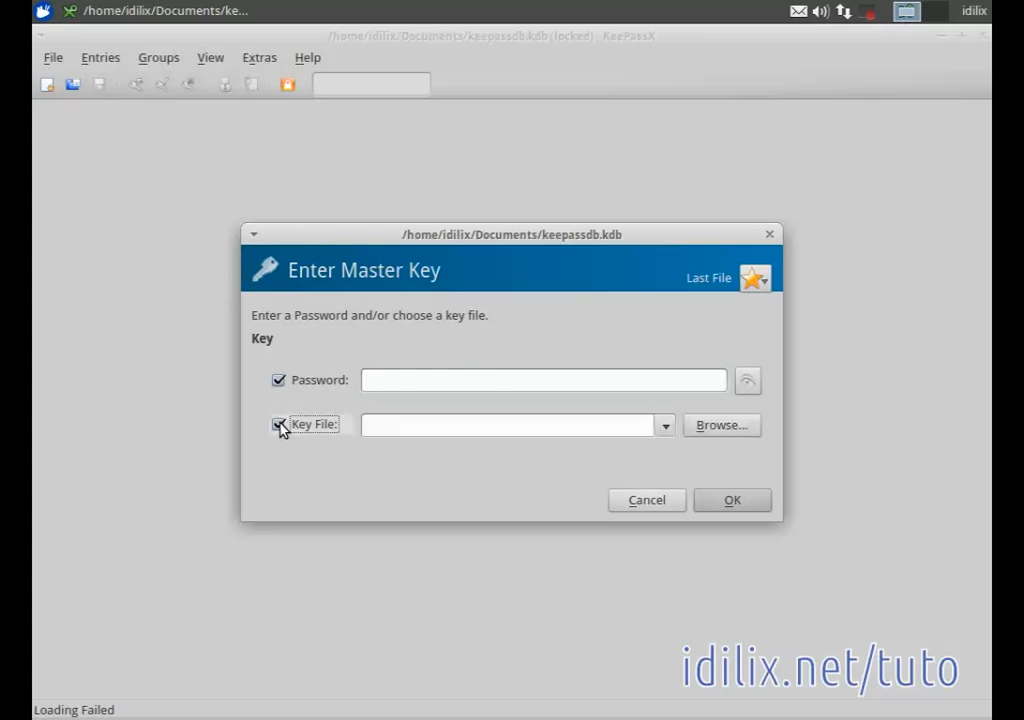 /home/idilix/Documents/ke...
idilix
/home/idilix/Documents/keepassdb.kdb (locked) - KeePassX
File Entries Groups View Extras Help
/home/idilix/Documents/keepassdb.kdb
Enter Master Key
Last File
Enter a Password and/or choose a key file.
Key
Password:
Key File:
Browse...
Cancel OK
idilix.net/tuto
Loading Failed